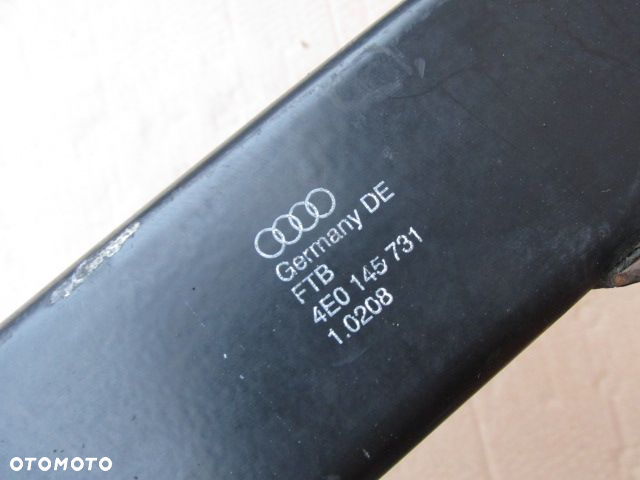 Germany DE
FTB
4E0 145 731
1.0208
OTOMOTO